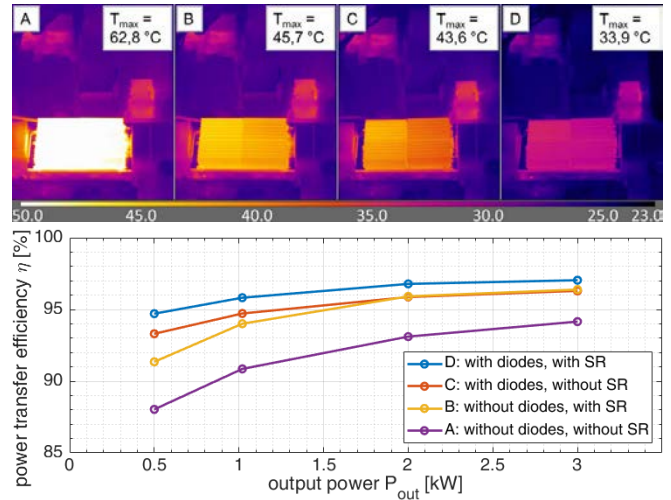 A
T_max =
62,8 °C
B
T_max =
45,7 °C
C
T_max =
43,6 °C
D
T_max =
33,9 °C
50.0 45.0 40.0 35.0 30.0 25.0 23.0
power transfer efficiency η [%]
100
95
90
85
D: with diodes, with SR
C: with diodes, without SR
B: without diodes, with SR
A: without diodes, without SR
0 0.5 1 1.5 2 2.5 3
output power P_out [kW]